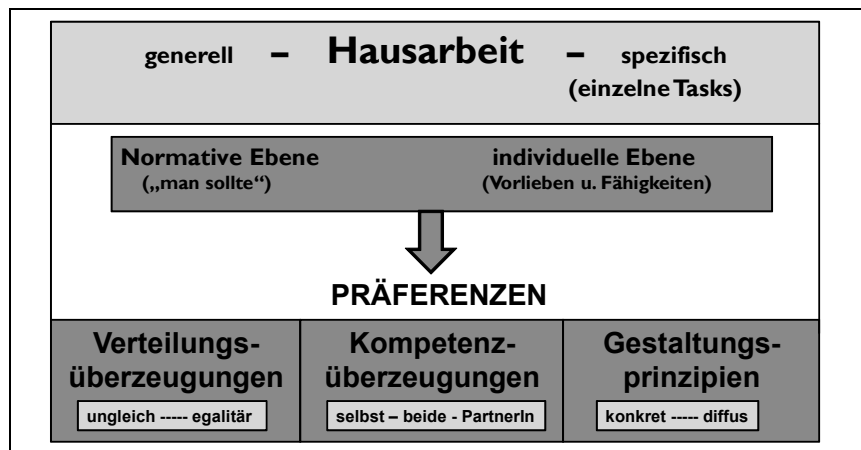 generell – Hausarbeit – spezifisch
(einzelne Tasks)
Normative Ebene individuelle Ebene
(„man sollte“) (Vorlieben u. Fähigkeiten)
PRÄFERENZEN
Verteilungs-
überzeugungen
ungleich ----- egalitär
Kompetenz-
überzeugungen
selbst – beide - PartnerIn
Gestaltungs-
prinzipien
konkret ----- diffus